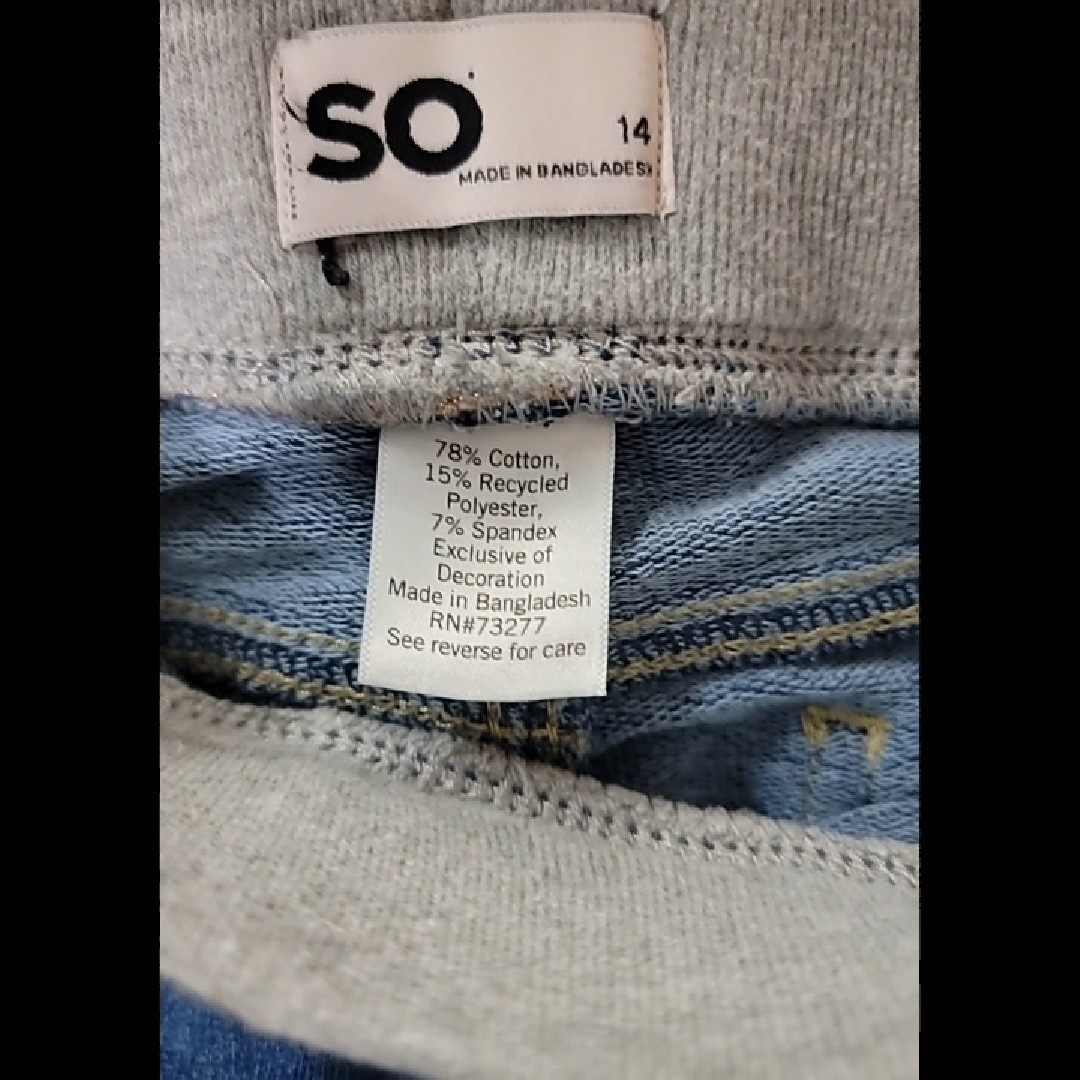 SO
14
MADE IN BANGLADESH
78% Cotton,
15% Recycled
Polyester,
7% Spandex
Exclusive of
Decoration
Made in Bangladesh
RN#73277
See reverse for care